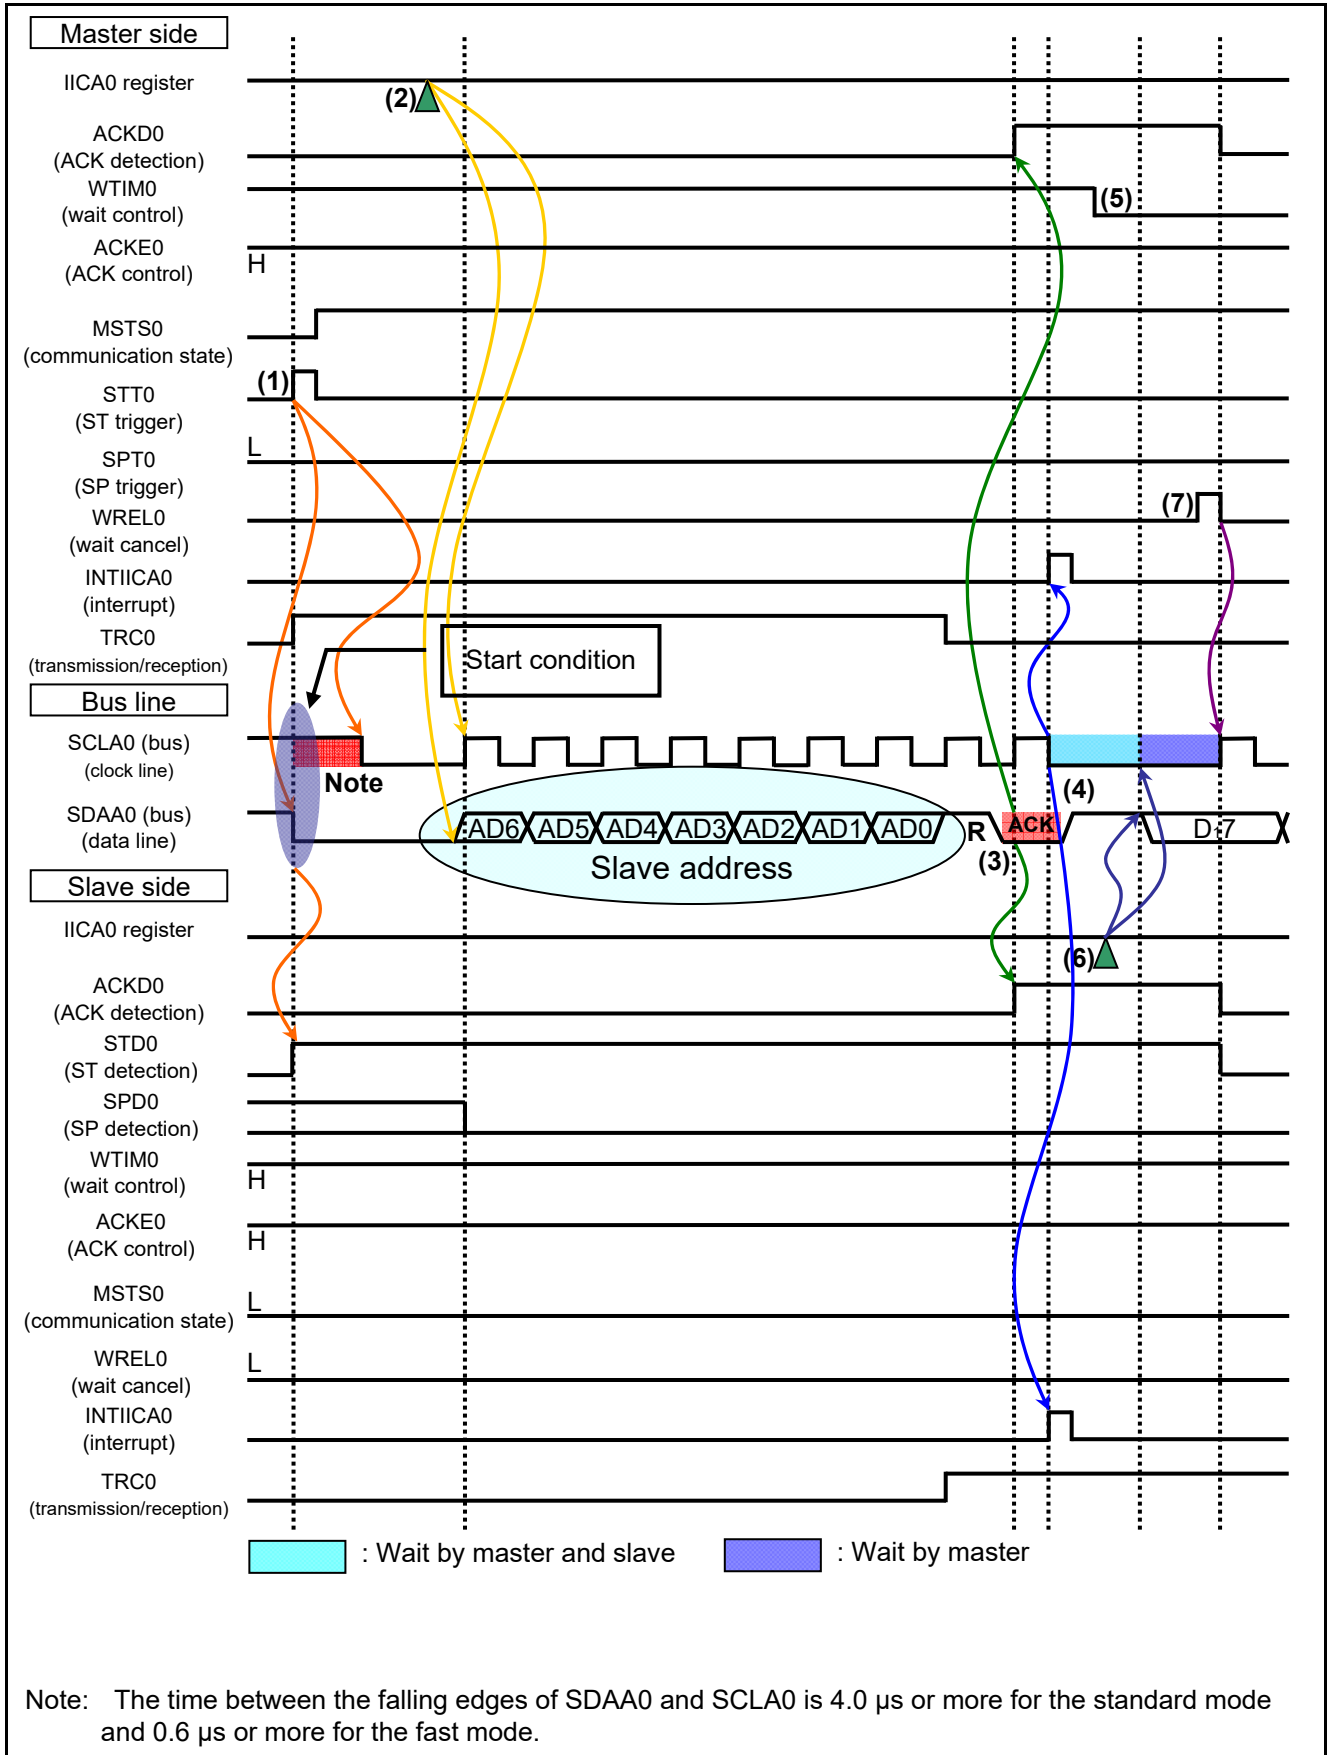 Master side
IICA0 register
(2)
ACKD0
(ACK detection)
WTIM0
(wait control)
(5)
ACKE0
(ACK control)
H
MSTS0
(communication state)
(1)
STT0
(ST trigger)
L
SPT0
(SP trigger)
(7)
WREL0
(wait cancel)
INTIICA0
(interrupt)
TRC0
(transmission/reception)
Start condition
Bus line
SCLA0 (bus)
(clock line)
Note
(4)
SDAA0 (bus)
(data line)
AD6 AD5 AD4 AD3 AD2 AD1 AD0 R ACK D₁7
(3)
Slave address
Slave side
IICA0 register
(6)
ACKD0
(ACK detection)
STD0
(ST detection)
SPD0
(SP detection)
WTIM0
(wait control)
H
ACKE0
(ACK control)
H
MSTS0
(communication state)
L
WREL0
(wait cancel)
L
INTIICA0
(interrupt)
TRC0
(transmission/reception)
: Wait by master and slave
: Wait by master
Note: The time between the falling edges of SDAA0 and SCLA0 is 4.0 μs or more for the standard mode
and 0.6 μs or more for the fast mode.